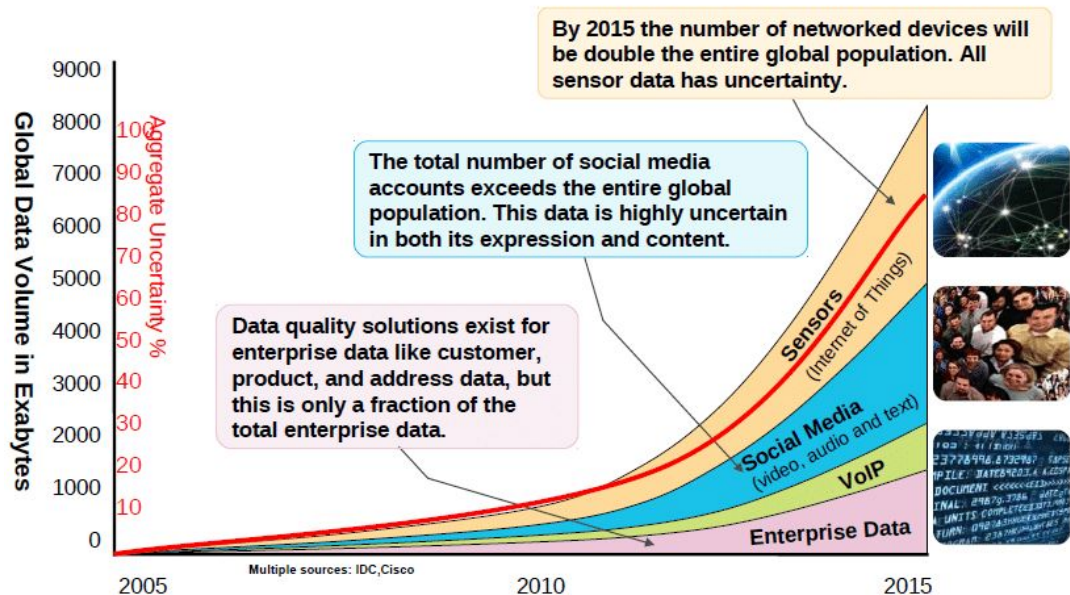 By 2015 the number of networked devices will
be double the entire global population. All
sensor data has uncertainty.
The total number of social media
accounts exceeds the entire global
population. This data is highly uncertain
in both its expression and content.
Data quality solutions exist for
enterprise data like customer,
product, and address data, but
this is only a fraction of the
total enterprise data.
Global Data Volume in Exabytes
9000
8000
7000
6000
5000
4000
3000
2000
1000
0
Aggregate Uncertainty %
100
90
80
70
60
50
40
30
20
10
Sensors
(Internet of Things)
Social Media
(video, audio and text)
VoIP
Enterprise Data
Multiple sources: IDC,Cisco
2005
2010
2015